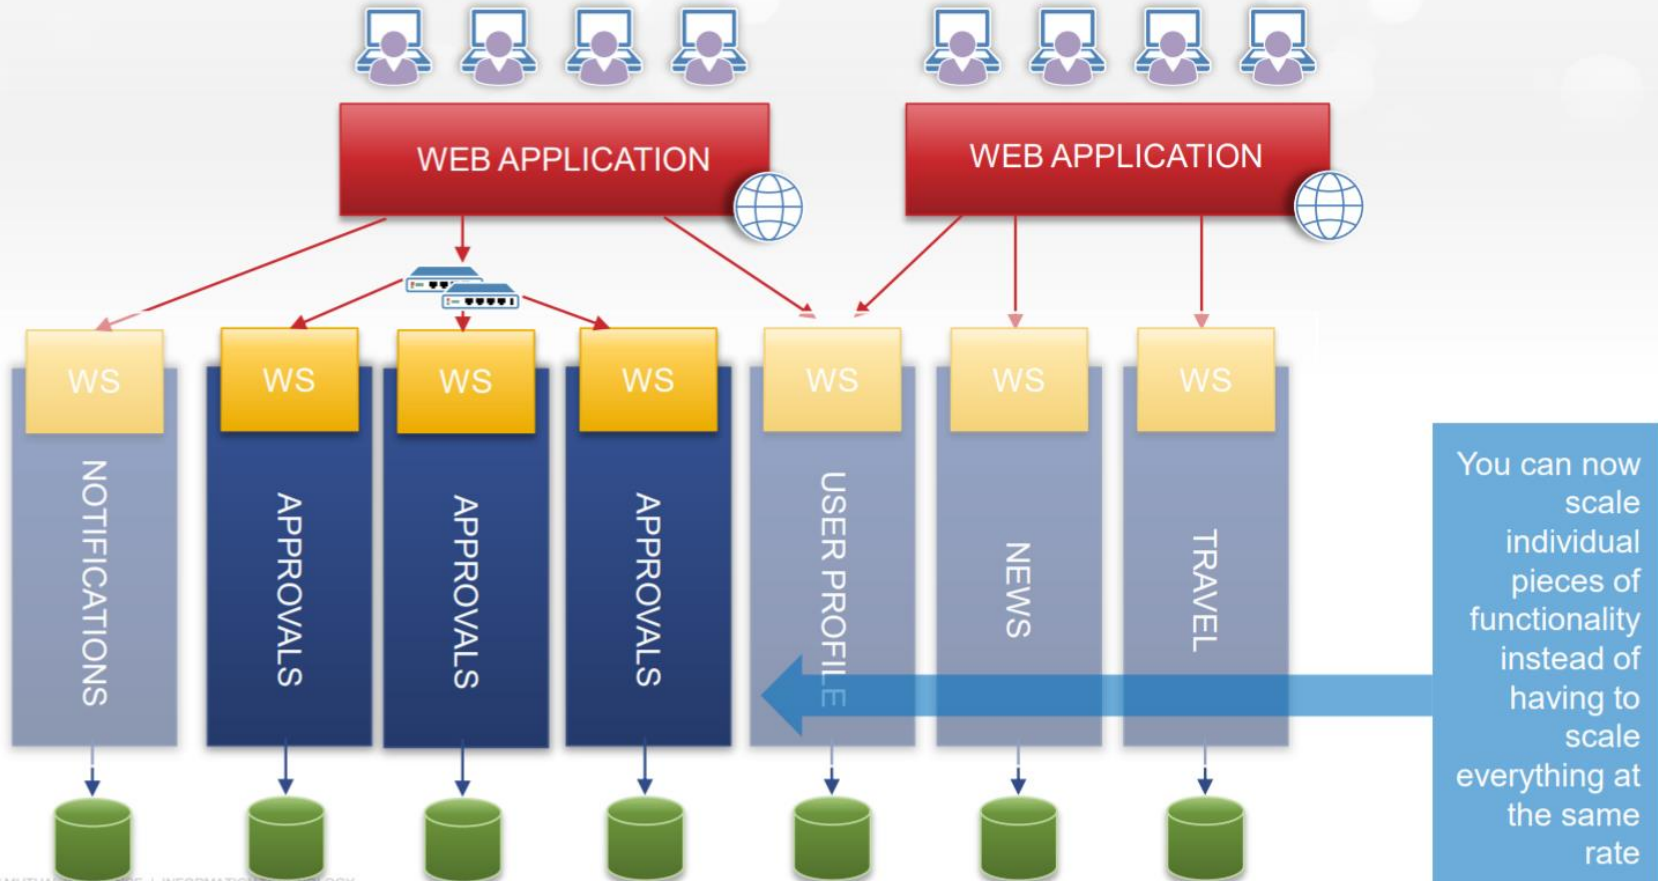 WEB APPLICATION
WEB APPLICATION
WS
WS
WS
WS
WS
WS
WS
NOTIFICATIONS
APPROVALS
APPROVALS
APPROVALS
USER PROFILE
NEWS
TRAVEL
You can now
scale
individual
pieces of
functionality
instead of
having to
scale
everything at
the same
rate